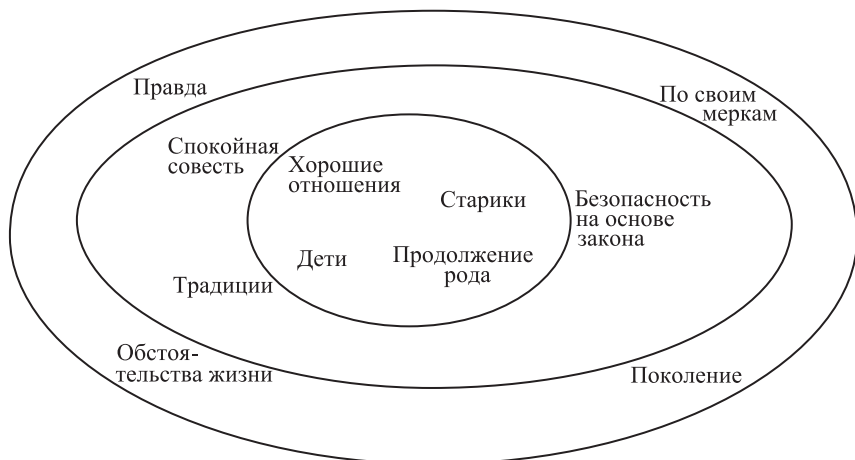 Правда
По своим
меркам
Спокойная
совесть
Хорошие
отношения
Старики
Безопасность
на основе
закона
Дети
Продолжение
рода
Традиции
Обстоя-
тельства жизни
Поколение